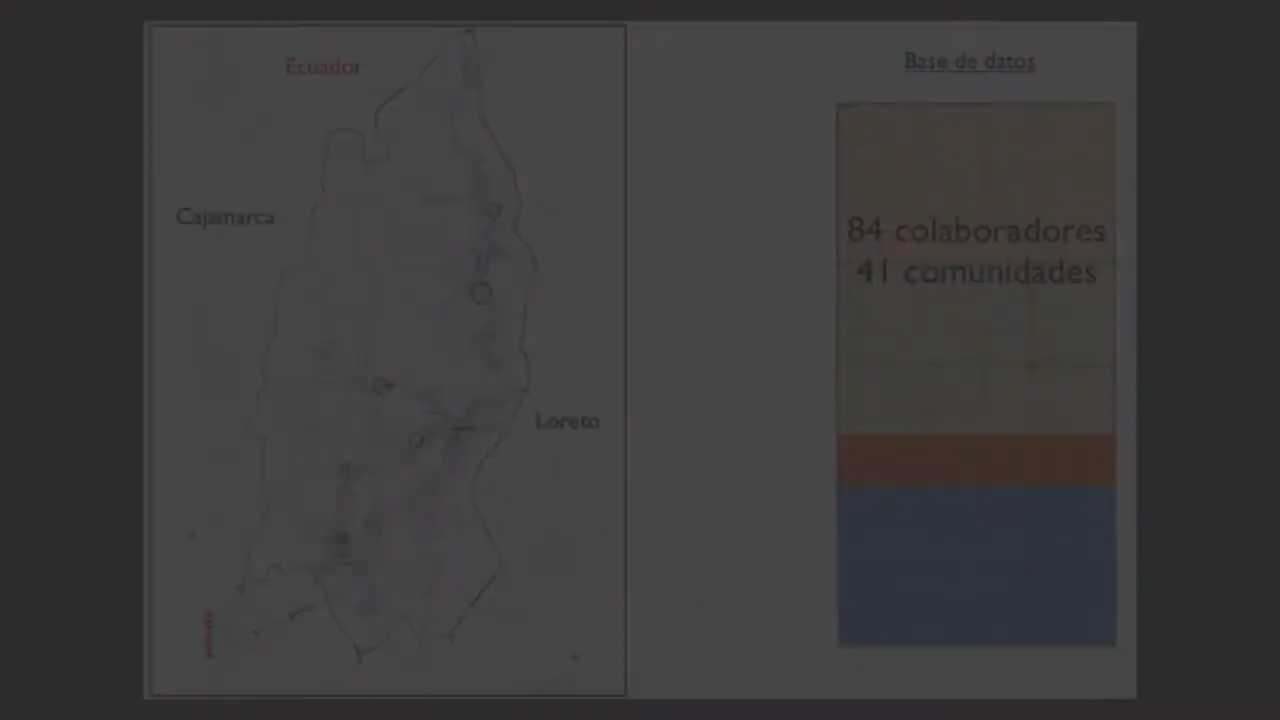 Ecuador
Cajamarca
Loreto
Base de datos
84 colaboradores
41 comunidades